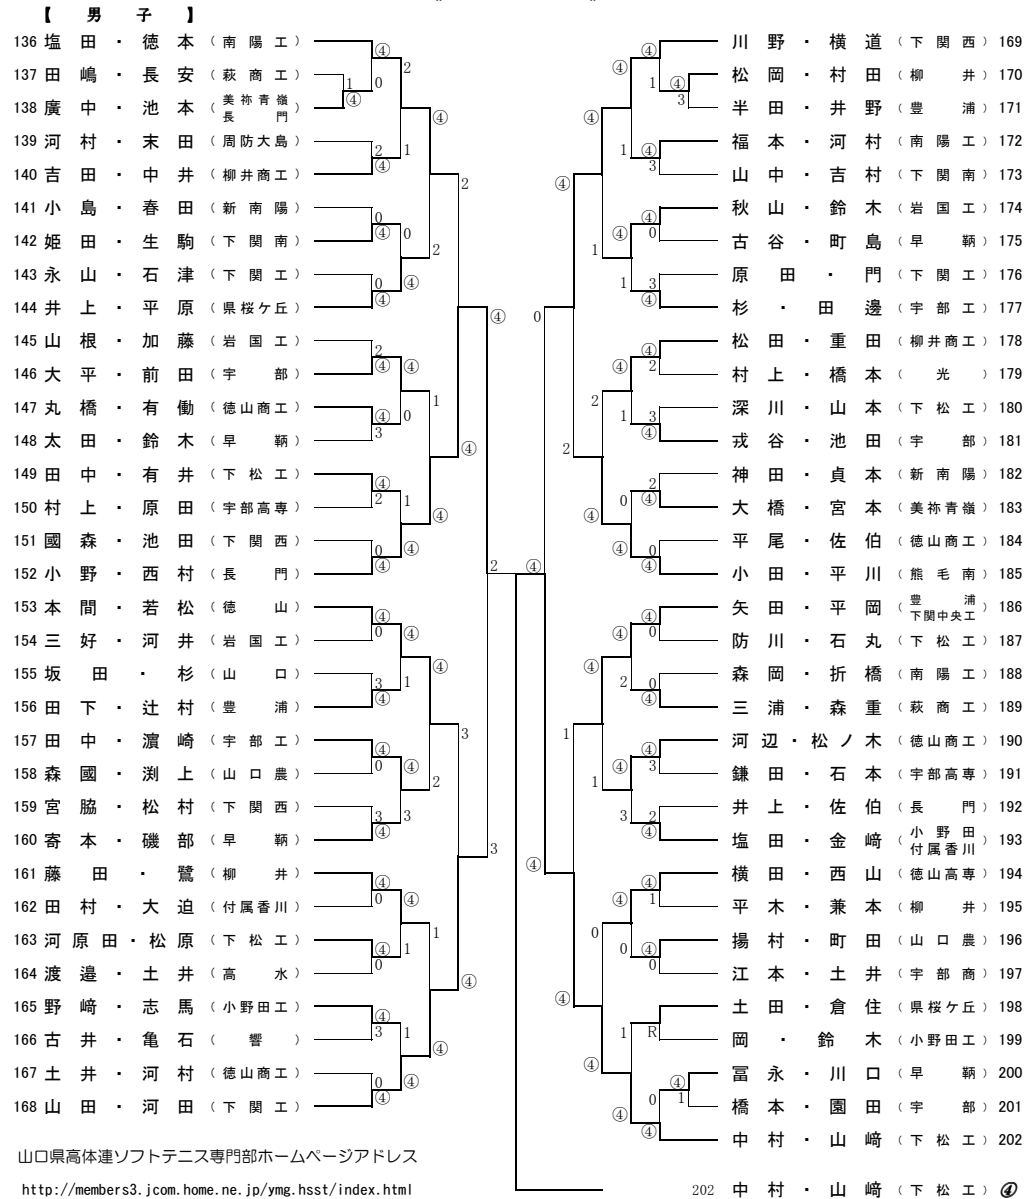 【 男 子 】
136 塩田・徳本（南陽工）
137 田嶋・長安（萩商工）
138 廣中・池本（美祢青嶺 長門）
139 河村・末田（周防大島）
140 吉田・中井（柳井商工）
141 小島・春田（新南陽）
142 姫田・生駒（下関南）
143 永山・石津（下関工）
144 井上・平原（県桜ケ丘）
145 山根・加藤（岩国工）
146 大平・前田（宇部）
147 丸橋・有働（徳山商工）
148 太田・鈴木（早鞆）
149 田中・有井（下松工）
150 村上・原田（宇部高専）
151 國森・池田（下関西）
152 小野・西村（長門）
153 本間・若松（徳山）
154 三好・河井（岩国工）
155 坂田・杉（山口）
156 田下・辻村（豊浦）
157 田中・濵崎（宇部工）
158 森國・渕上（山口農）
159 宮脇・松村（下関西）
160 寄本・磯部（早鞆）
161 藤田・鷺（柳井）
162 田村・大迫（付属香川）
163 河原田・松原（下松工）
164 渡邉・土井（高水）
165 野﨑・志馬（小野田工）
166 古井・亀石（響）
167 土井・河村（徳山商工）
168 山田・河田（下関工）
川野・横道（下関西）169
松岡・村田（柳井）170
半田・井野（豊浦）171
福本・河村（南陽工）172
山中・吉村（下関南）173
秋山・鈴木（岩国工）174
古谷・町島（早鞆）175
原田・門（下関工）176
杉・田邊（宇部工）177
松田・重田（柳井商工）178
村上・橋本（光）179
深川・山本（下松工）180
戎谷・池田（宇部）181
神田・貞本（新南陽）182
大橋・宮本（美祢青嶺）183
平尾・佐伯（徳山商工）184
小田・平川（熊毛南）185
矢田・平岡（豊浦 下関中央工）186
防川・石丸（下松工）187
森岡・折橋（南陽工）188
三浦・森重（萩商工）189
河辺・松ノ木（徳山商工）190
鎌田・石本（宇部高専）191
井上・佐伯（長門）192
塩田・金﨑（小野田 付属香川）193
横田・西山（徳山高専）194
平木・兼本（柳井）195
揚村・町田（山口農）196
江本・土井（宇部商）197
土田・倉住（県桜ケ丘）198
岡・鈴木（小野田工）199
冨永・川口（早鞆）200
橋本・園田（宇部）201
中村・山﨑（下松工）202
202 中村・山﨑（下松工）④
山口県高体連ソフトテニス専門部ホームページアドレス
http://members3.jcom.home.ne.jp/ymg.hsst/index.html